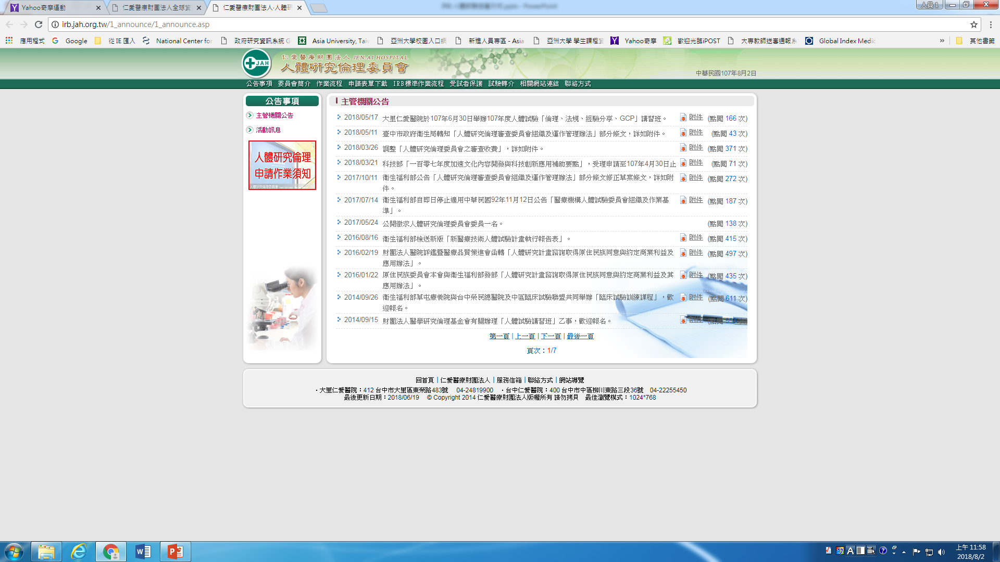 Yahoo奇摩運動
仁愛醫療財團法人全球資
仁愛醫療財團法人-人體研
人員1
irb.jah.org.tw/1_announce/1_announce.asp
應用程式 Google 從 IE 匯入 National Center for 政府研究資訊系統 G Asia University, Taiw 亞洲大學校園入口網 新進人員專區 - Asia 亞洲大學 學生課程資 Yahoo奇摩 歡迎光臨iPOST 大專教師送審通報系 Global Index Medic » 其他書籤
JAH
仁愛醫療財團法人 JEN-AI HOSPITAL
人體研究倫理委員會
中華民國107年8月2日
公告事項 委員會簡介 作業流程 申請表單下載 IRB標準作業流程 受試者保護 試驗轉介 相關網站連結 聯絡方式
公告事項
主管機關公告
活動訊息
人體研究倫理
申請作業須知
主管機關公告
2018/05/17 大里仁愛醫院於107年6月30日舉辦107年度人體試驗「倫理、法規、經驗分享、GCP」講習班。 附件 (點閱 166 次)
2018/05/11 臺中市政府衛生局轉知「人體研究倫理審查委員會組織及運作管理辦法」部分條文，詳如附件。 附件 (點閱 43 次)
2018/03/26 調整「人體研究倫理委員會之審查收費」，詳如附件。 附件 (點閱 371 次)
2018/03/21 科技部「一百零七年度加速文化內容開發與科技創新應用補助要點」，受理申請至107年4月30日止 附件 (點閱 71 次)
2017/10/11 衛生福利部公告「人體研究倫理審查委員會組織及運作管理辦法」部分條文修正草案條文，詳如附 附件 (點閱 272 次)
件。
2017/07/14 衛生福利部自即日停止適用中華民國92年11月12日公告「醫療機構人體試驗委員會組織及作業基 附件 (點閱 187 次)
準」。
2017/05/24 公開徵求人體研究倫理委員會委員一名。 (點閱 138 次)
2016/08/16 衛生福利部檢送新版「新醫療技術人體試驗計畫執行報告表」。 附件 (點閱 415 次)
2016/02/19 財團法人醫院評鑑暨醫療品質策進會函轉「人體研究計畫諮詢取得原住民族同意與約定商業利益及 附件 (點閱 497 次)
應用辦法」。
2016/01/22 原住民族委員會本會與衛生福利部發部「人體研究計畫諮詢取得原住民族同意與約定商業利益及其 附件 (點閱 435 次)
應用辦法」。
2014/09/26 衛生福利部草屯療養院與台中榮民總醫院及中區臨床試驗聯盟共同舉辦「臨床試驗訓練課程」，歡 附件 (點閱 611 次)
迎報名。
2014/09/15 財團法人醫學研究倫理基金會有關辦理「人體試驗講習班」乙事，歡迎報名。 附件
第一頁 | 上一頁 | 下一頁 | 最後一頁
頁次：1/7
回首頁 | 仁愛醫療財團法人 | 服務信箱 | 聯絡方式 | 網站導覽
‧大里仁愛醫院：412 台中市大里區東榮路483號 04-24819900 ‧台中仁愛醫院：400 台中市中區柳川東路三段36號 04-22255450
最後更新日期：2018/06/19 © Copyright 2014 仁愛醫療財團法人版權所有 請勿拷貝 最佳瀏覽模式：1024*768
上午 11:58
2018/8/2